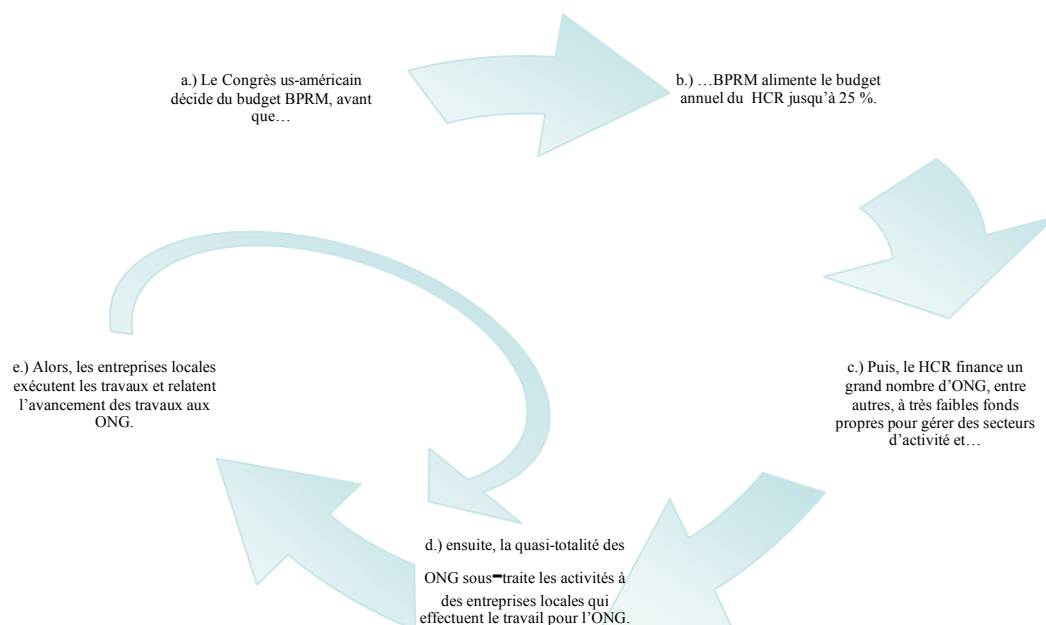 a.) Le Congrès us-américain
décide du budget BPRM, avant
que…
b.) …BPRM alimente le budget
annuel du HCR jusqu’à 25 %.
c.) Puis, le HCR finance un
grand nombre d’ONG, entre
autres, à très faibles fonds
propres pour gérer des secteurs
d’activité et…
d.) ensuite, la quasi-totalité des
ONG sous-traite les activités à
des entreprises locales qui
effectuent le travail pour l’ONG.
e.) Alors, les entreprises locales
exécutent les travaux et relatent
l’avancement des travaux aux
ONG.